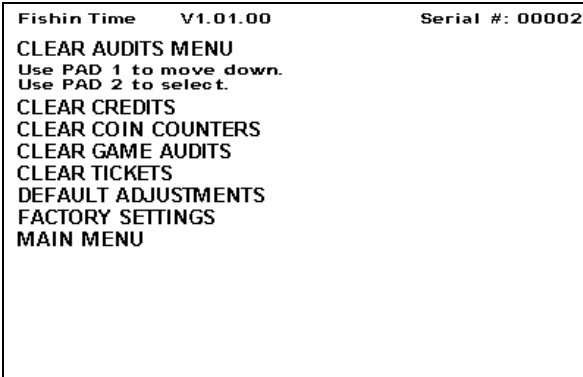 Fishin Time V1.01.00 Serial #: 00002
CLEAR AUDITS MENU
Use PAD 1 to move down.
Use PAD 2 to select.
CLEAR CREDITS
CLEAR COIN COUNTERS
CLEAR GAME AUDITS
CLEAR TICKETS
DEFAULT ADJUSTMENTS
FACTORY SETTINGS
MAIN MENU